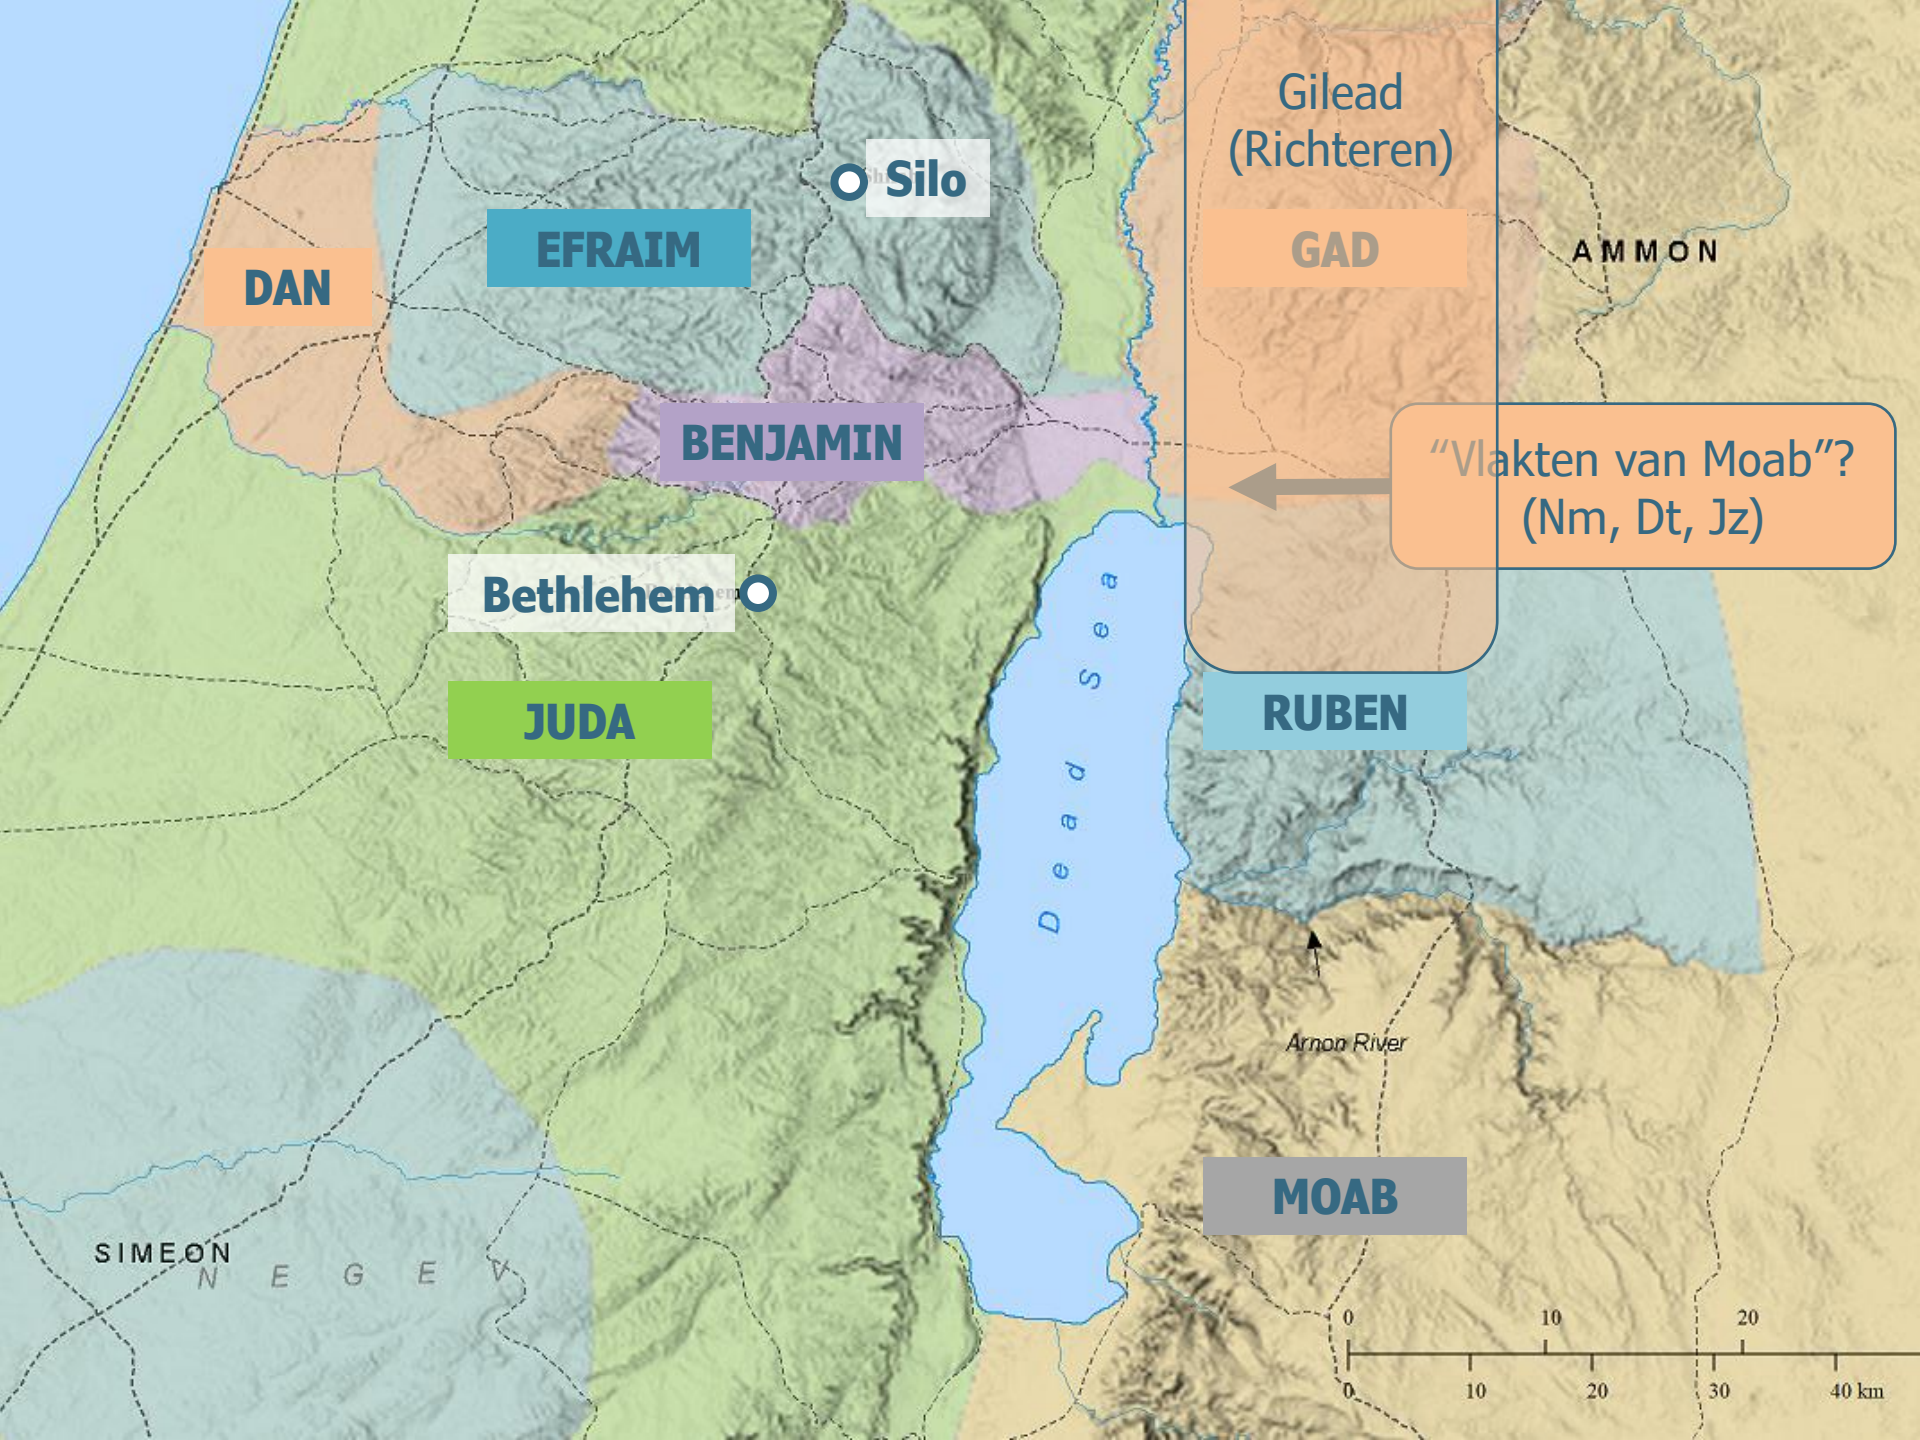 Gilead
(Richteren)
Silo
EFRAIM
GAD
AMMON
DAN
BENJAMIN
“Vlakten van Moab”?
(Nm, Dt, Jz)
Bethlehem
Dead Sea
JUDA
RUBEN
Arnon River
MOAB
SIMEON
NEGEV
0 10 20
0 10 20 30 40 km